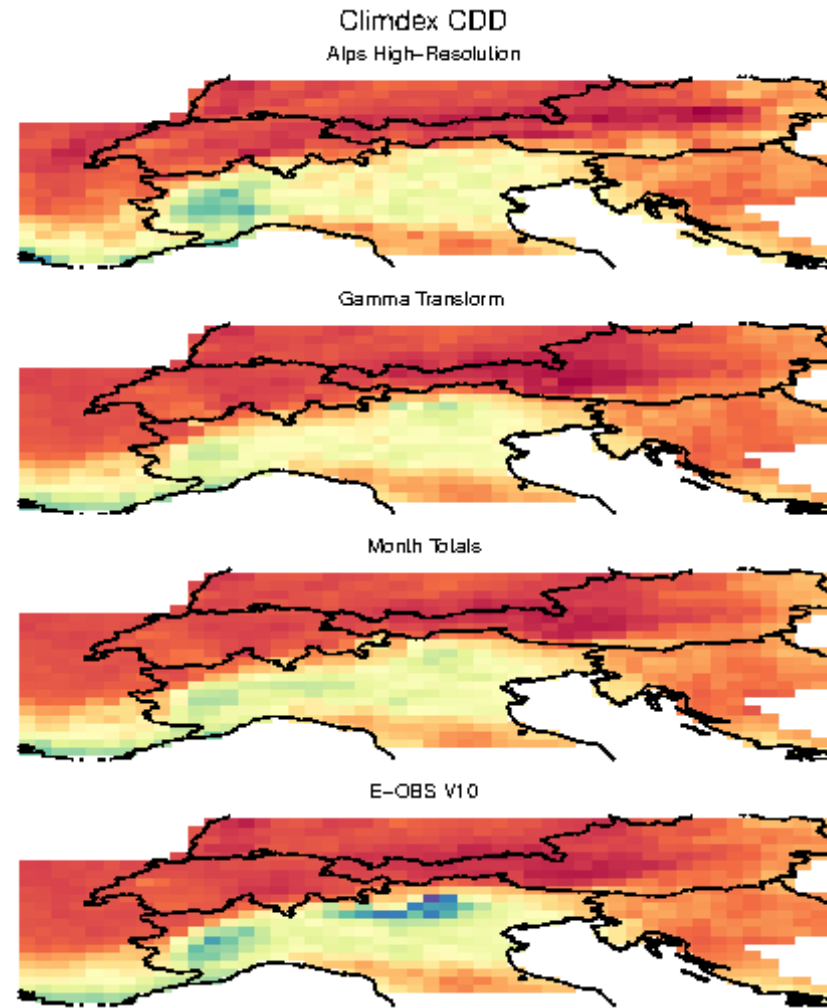 Climdex CDD
Alps High-Resolution
Gamma Transform
Month Totals
E-OBS V10